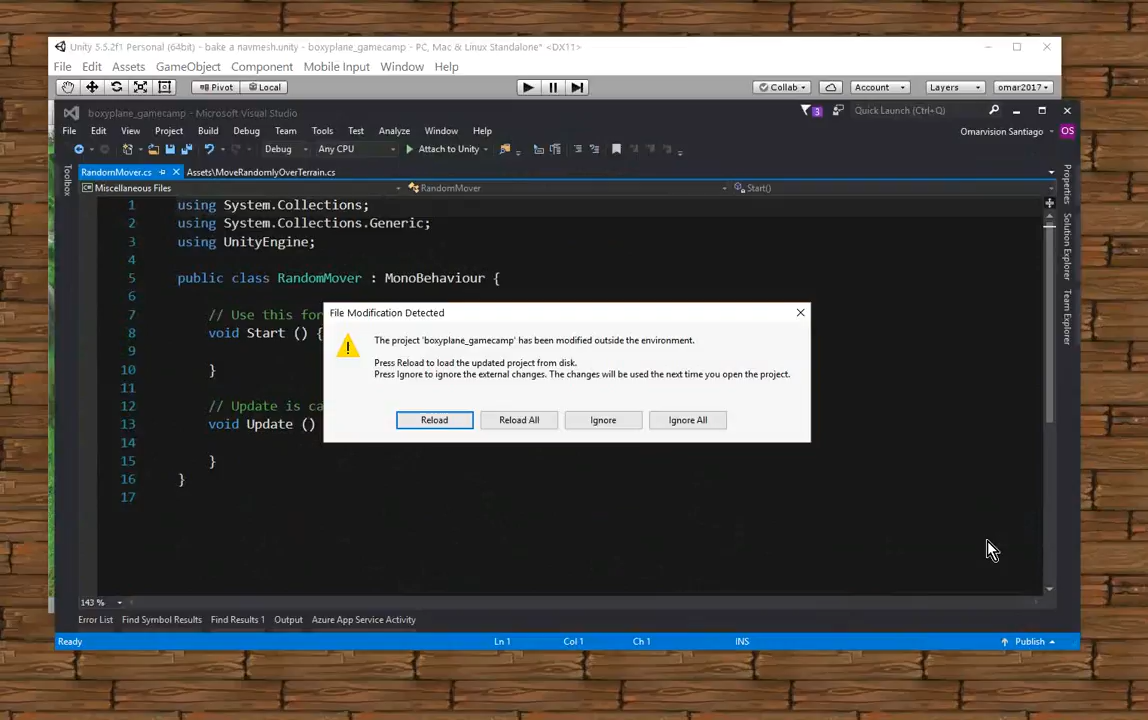 Unity 5.5.2f1 Personal (64bit) - bake a navmesh.unity - boxyplane_gamecamp - PC, Mac & Linux Standalone* <DX11>
File Edit Assets GameObject Component Mobile Input Window Help
Pivot Local Collab Account Layers omar2017
boxyplane_gamecamp - Microsoft Visual Studio 3 Quick Launch (Ctrl+Q)
File Edit View Project Build Debug Team Tools Test Analyze Window Help Omarvision Santiago OS
Debug Any CPU Attach to Unity
RandomMover.cs Assets\MoveRandomlyOverTerrain.cs
Miscellaneous Files RandomMover Start()
Toolbox
Properties
Solution Explorer
Team Explorer
1 using System.Collections;
2 using System.Collections.Generic;
3 using UnityEngine;
4
5 public class RandomMover : MonoBehaviour {
6
7 // Use this for
8 void Start () {
9
10 }
11
12 // Update is ca
13 void Update ()
14
15 }
16 }
17
File Modification Detected
The project 'boxyplane_gamecamp' has been modified outside the environment.
Press Reload to load the updated project from disk.
Press Ignore to ignore the external changes. The changes will be used the next time you open the project.
Reload Reload All Ignore Ignore All
143 %
Error List Find Symbol Results Find Results 1 Output Azure App Service Activity
Ready Ln 1 Col 1 Ch 1 INS Publish